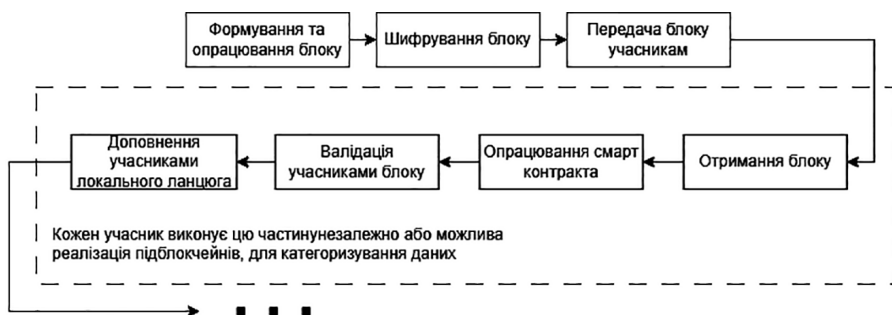 Формування та
опрацювання блоку
Шифрування блоку
Передача блоку
учасникам
Отримання блоку
Опрацювання смарт
контракта
Валідація
учасниками блоку
Доповнення
учасниками
локального ланцюга
Кожен учасник виконує цю частинунезалежно або можлива
реалізація підблокчейнів, для категоризування даних